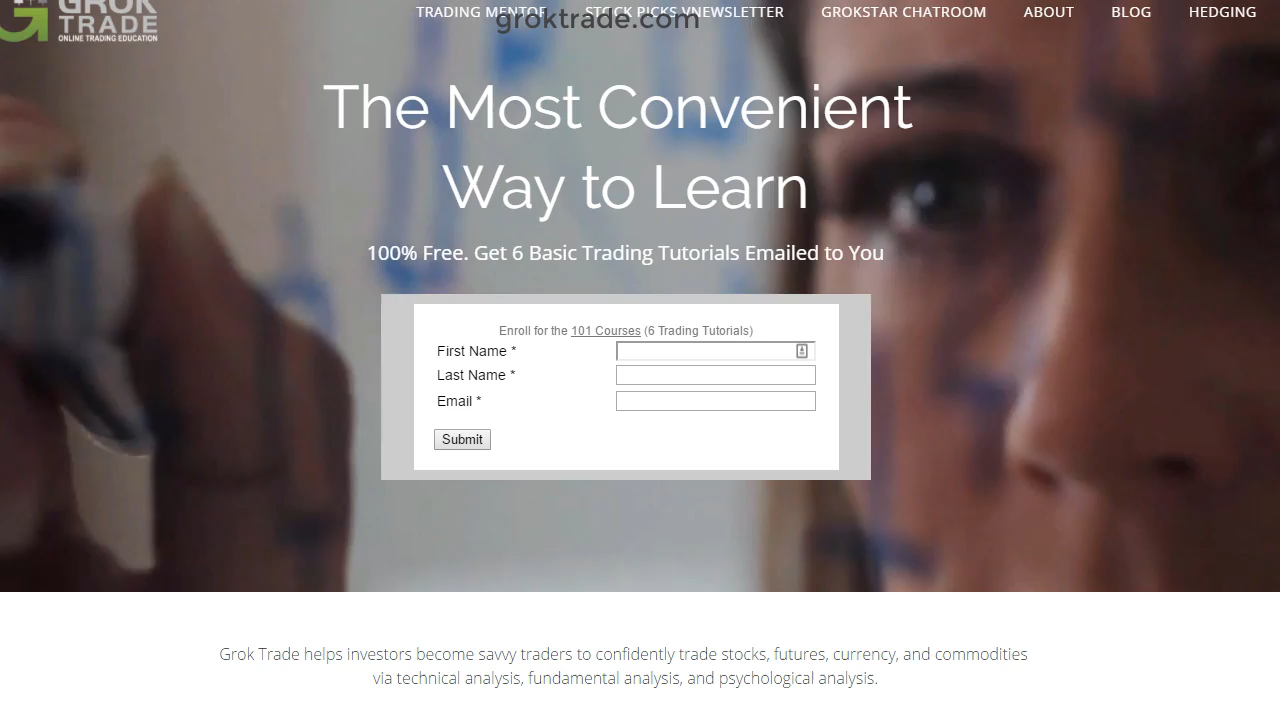 GROK
TRADE
ONLINE TRADING EDUCATION
TRADING MENTOR
STOCK PICKS VNEWSLETTER
GROKSTAR CHATROOM
ABOUT
BLOG
HEDGING
groktrade.com
The Most Convenient
Way to Learn
100% Free. Get 6 Basic Trading Tutorials Emailed to You
Enroll for the 101 Courses (6 Trading Tutorials)
First Name *
Last Name *
Email *
Submit
Grok Trade helps investors become savvy traders to confidently trade stocks, futures, currency, and commodities
via technical analysis, fundamental analysis, and psychological analysis.